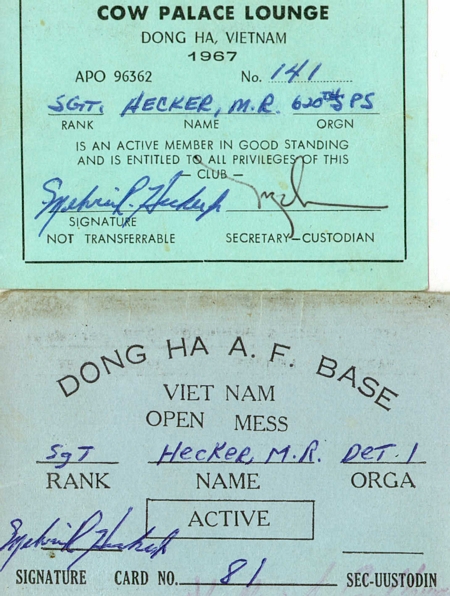 COW PALACE LOUNGE
DONG HA, VIETNAM
1967
APO 96362 No. 141
SGT. HECKER, M.R. 620TH PS
RANK NAME ORGN
IS AN ACTIVE MEMBER IN GOOD STANDING
AND IS ENTITLED TO ALL PRIVILEGES OF THIS
— CLUB —
SIGNATURE
NOT TRANSFERRABLE SECRETARY-CUSTODIAN
DONG HA A. F. BASE
VIET NAM
OPEN MESS
Sgt Hecker, M.R. Det. 1
RANK NAME ORGA
ACTIVE
SIGNATURE CARD NO. 81 SEC-UUSTODIN